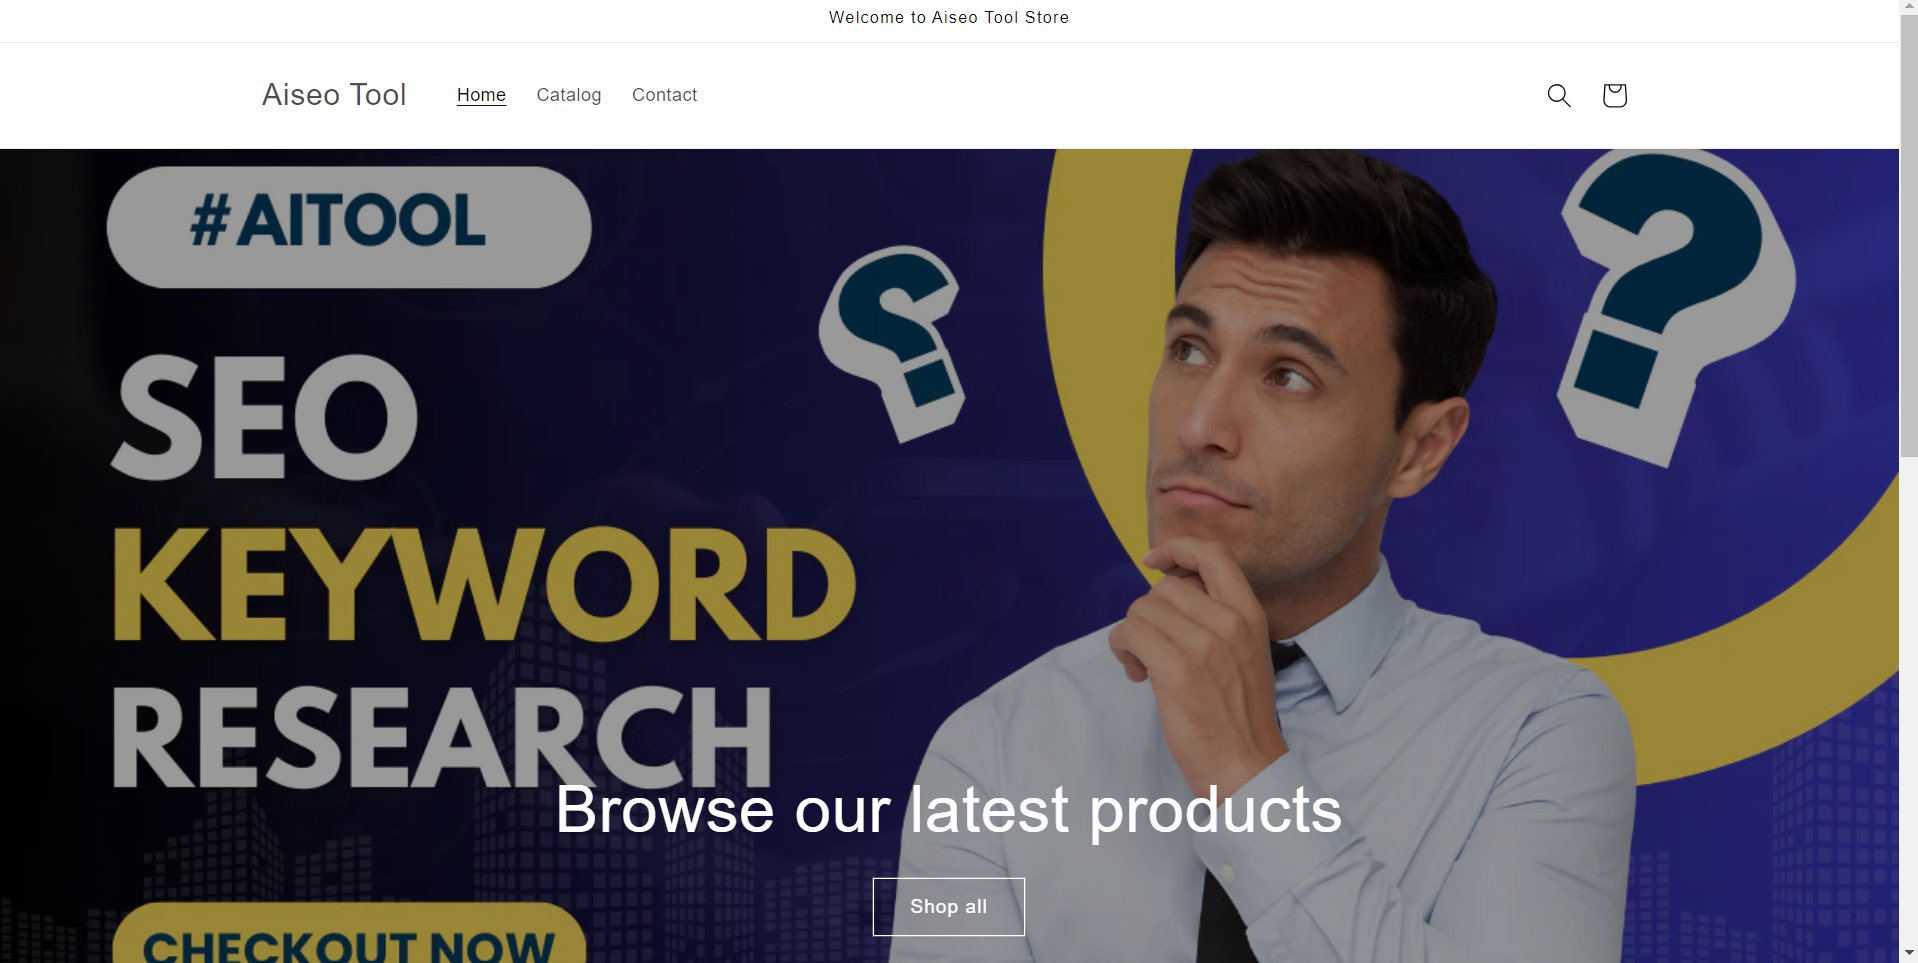 Welcome to Aiseo Tool Store
Aiseo Tool Home Catalog Contact
#AITOOL
SEO
KEYWORD
RESEARCH
Browse our latest products
Shop all
CHECKOUT NOW